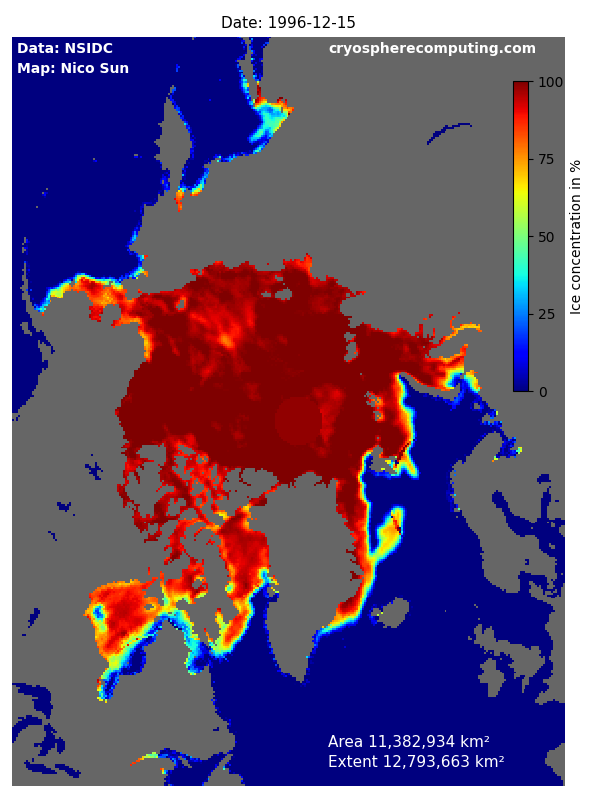 Date: 1996-12-15
Data: NSIDC
Map: Nico Sun
cryospherecomputing.com
100
75
50
25
0
Ice concentration in %
Area 11,382,934 km²
Extent 12,793,663 km²